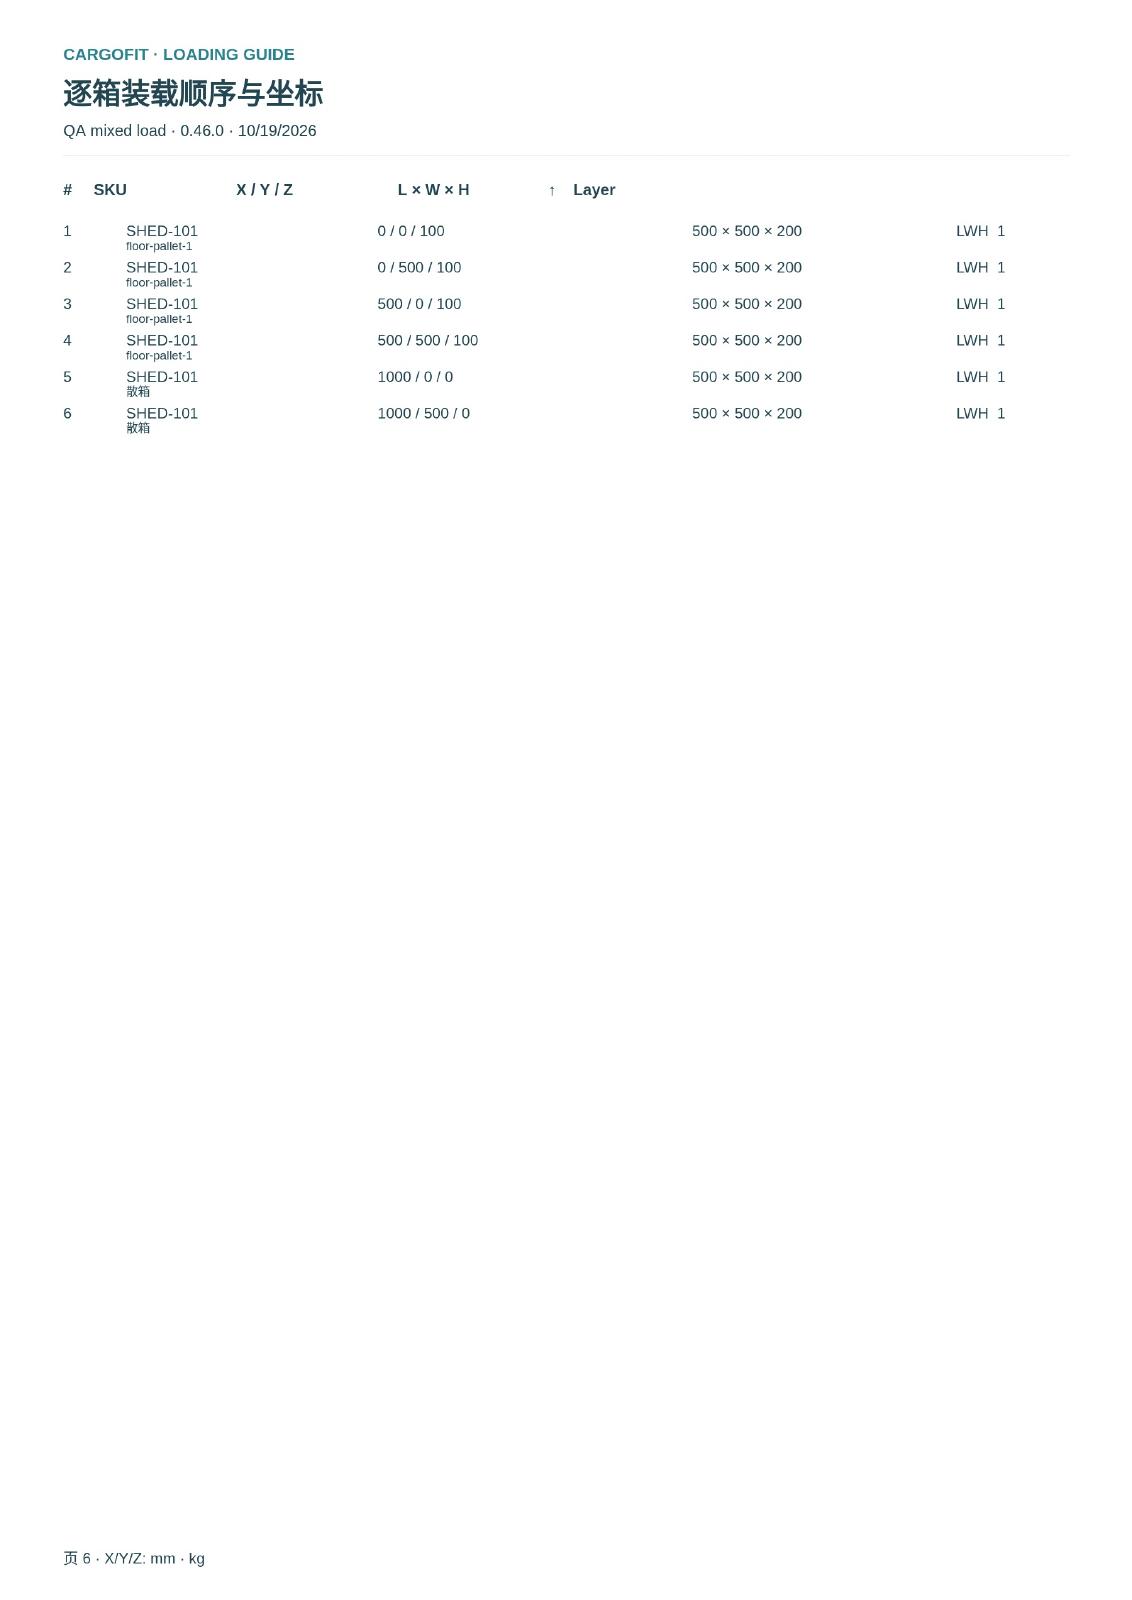 CARGOFIT · LOADING GUIDE
逐箱装载顺序与坐标
QA mixed load · 0.46.0 · 10/19/2026
# SKU X / Y / Z L × W × H ↑ Layer
1 SHED-101 0 / 0 / 100 500 × 500 × 200 LWH 1
floor-pallet-1
2 SHED-101 0 / 500 / 100 500 × 500 × 200 LWH 1
floor-pallet-1
3 SHED-101 500 / 0 / 100 500 × 500 × 200 LWH 1
floor-pallet-1
4 SHED-101 500 / 500 / 100 500 × 500 × 200 LWH 1
floor-pallet-1
5 SHED-101 1000 / 0 / 0 500 × 500 × 200 LWH 1
散箱
6 SHED-101 1000 / 500 / 0 500 × 500 × 200 LWH 1
散箱
页 6 · X/Y/Z: mm · kg